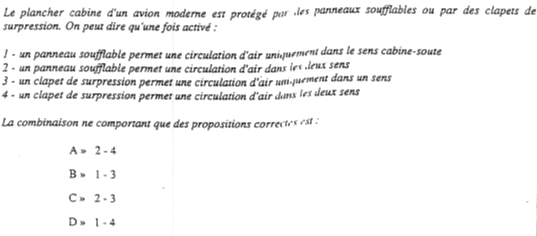 Le plancher cabine d'un avion moderne est protégé par des panneaux soufflables ou par des clapets de
surpression. On peut dire qu'une fois activé :
1 - un panneau soufflable permet une circulation d'air uniquement dans le sens cabine-soute
2 - un panneau soufflable permet une circulation d'air dans les deux sens
3 - un clapet de surpression permet une circulation d'air uniquement dans un sens
4 - un clapet de surpression permet une circulation d'air dans les deux sens
La combinaison ne comportant que des propositions correctes est :
A » 2 - 4
B » 1 - 3
C » 2 - 3
D » 1 - 4